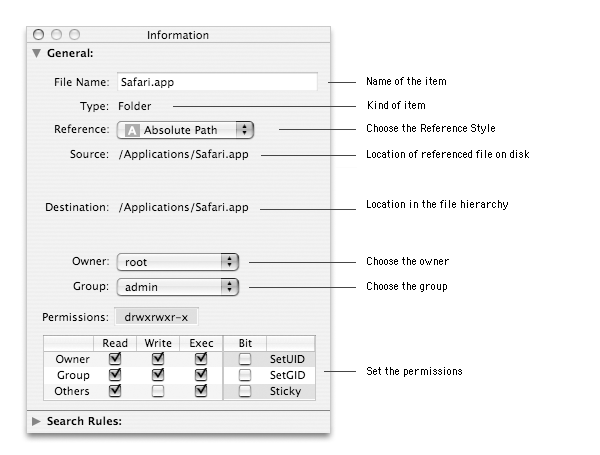 Information
General:
File Name: Safari.app Name of the item
Type: Folder Kind of item
Reference: A Absolute Path Choose the Reference Style
Source: /Applications/Safari.app Location of referenced file on disk
Destination: /Applications/Safari.app Location in the file hierarchy
Owner: root Choose the owner
Group: admin Choose the group
Permissions: drwxrwxr-x
Read Write Exec Bit
Owner SetUID
Group SetGID Set the permissions
Others Sticky
Search Rules: